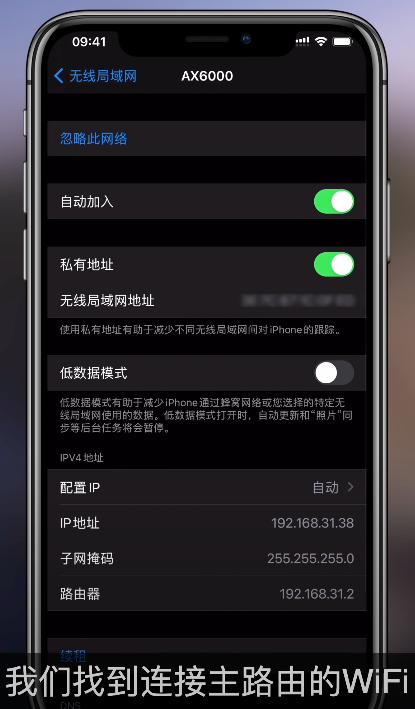 09:41
无线局域网
AX6000
忽略此网络
自动加入
私有地址
无线局域网地址
使用私有地址有助于减少不同无线局域网间对iPhone的跟踪。
低数据模式
低数据模式有助于减少iPhone通过蜂窝网络或您选择的特定无
线局域网使用的数据。低数据模式打开时，自动更新和“照片”同
步等后台任务将会暂停。
IPV4 地址
配置 IP 自动
IP地址 192.168.31.38
子网掩码 255.255.255.0
路由器 192.168.31.2
续租
我们找到连接主路由的WiFi
DNS